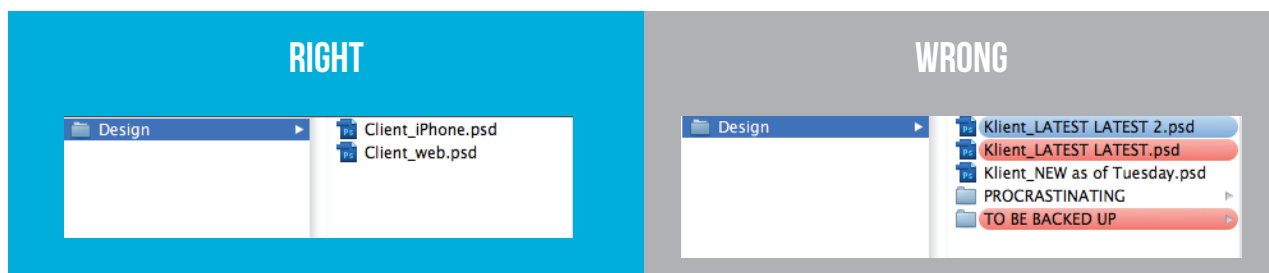 RIGHT
Design
Client_iPhone.psd
Client_web.psd
WRONG
Design
Klient_LATEST LATEST 2.psd
Klient_LATEST LATEST.psd
Klient_NEW as of Tuesday.psd
PROCRASTINATING
TO BE BACKED UP